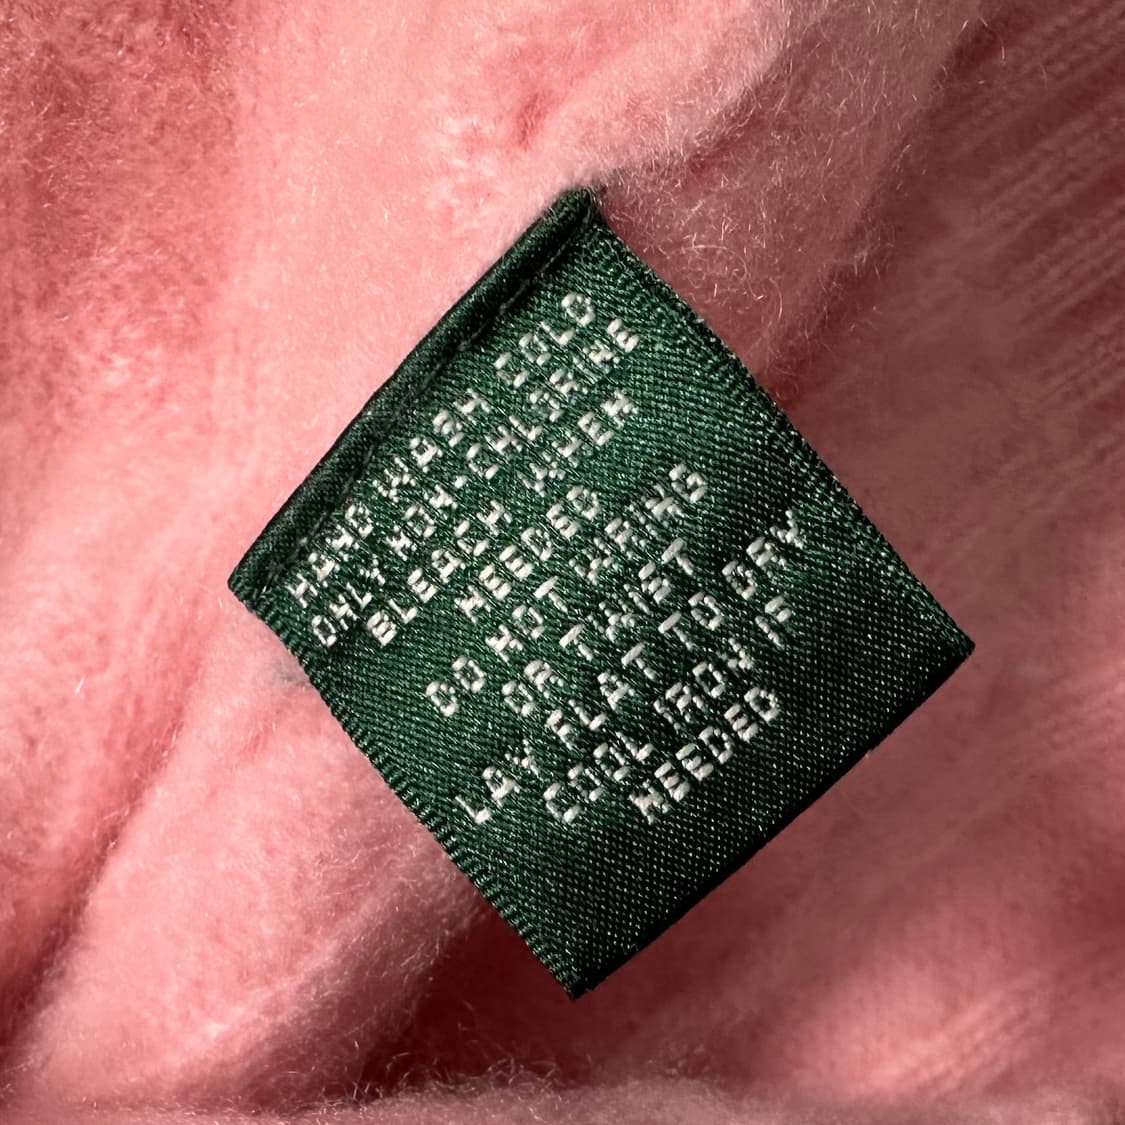 HAND WASH COLD
ONLY NON-CHLORINE
BLEACH WHEN
NEEDED
DO NOT WRING
OR TWIST
LAY FLAT TO DRY
COOL IRON IF
NEEDED